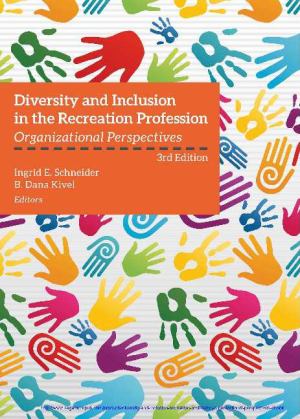 Diversity and Inclusion
in the Recreation Profession
Organizational Perspectives
3rd Edition
Ingrid E. Schneider
B. Dana Kivel
Editors